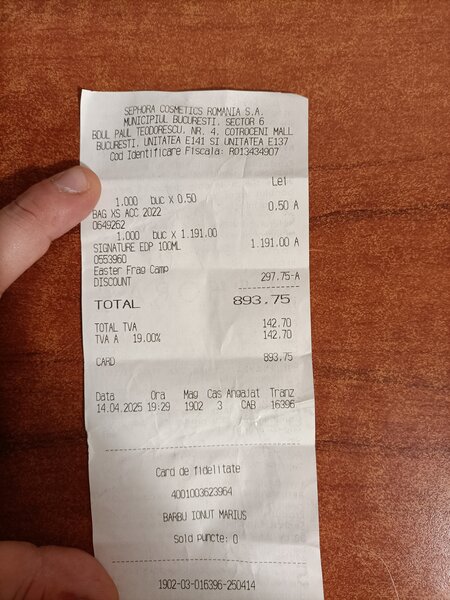 SEPHORA COSMETICS ROMANIA S.A.
MUNICIPIUL BUCURESTI, SECTOR 6
BOUL PAUL TEODORESCU, NR. 4, COTROCENI MALL
BUCURESTI, UNITATEA E141 SI UNITATEA E137
Cod Identificare Fiscala: RO13434907
Lei
1.000 buc x 0.50
BAG XS ACC 2022 0.50 A
0649262
1.000 buc x 1.191.00
SIGNATURE EDP 100ML 1.191.00 A
0553960
Easter Frag Camp
DISCOUNT 297.75-A
TOTAL 893,75
TOTAL TVA 142.70
TVA A 19.00% 142.70
CARD 893,75
Data Ora Mag Cas Angajat Tranz
14.04.2025 19:29 1902 3 CAB 16396
Card de fidelitate
4001003623964
BARBU IONUT MARIUS
Sold puncte: 0
1902-03-016396-250414